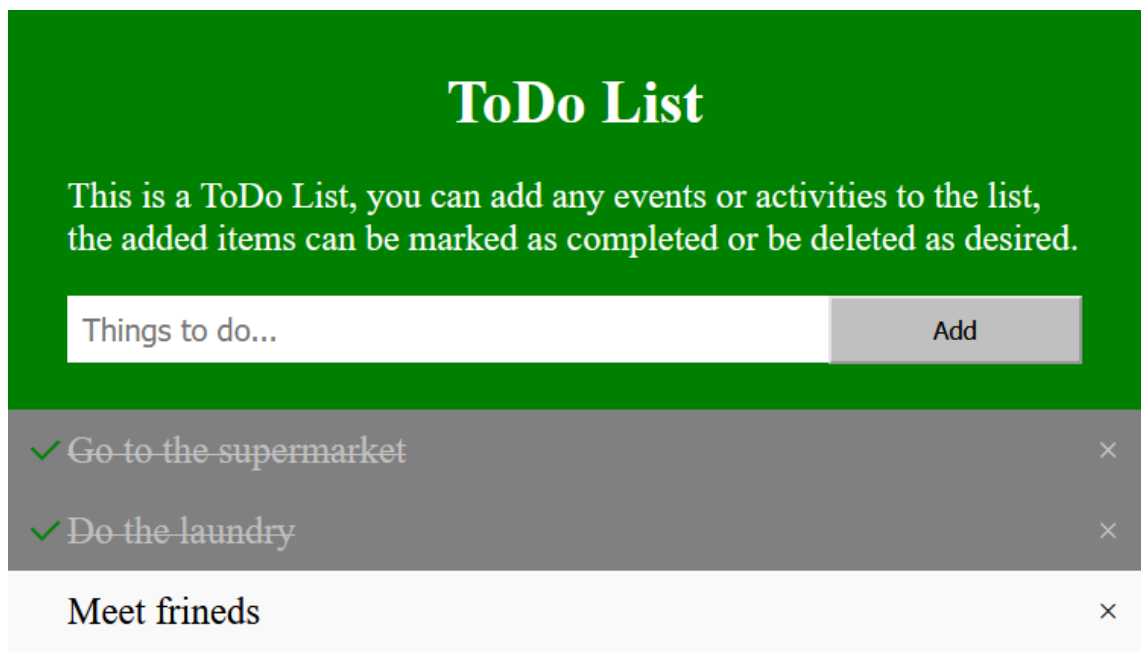 ToDo List
This is a ToDo List, you can add any events or activities to the list,
the added items can be marked as completed or be deleted as desired.
Things to do...
Add
Go to the supermarket ×
Do the laundry ×
Meet frineds ×